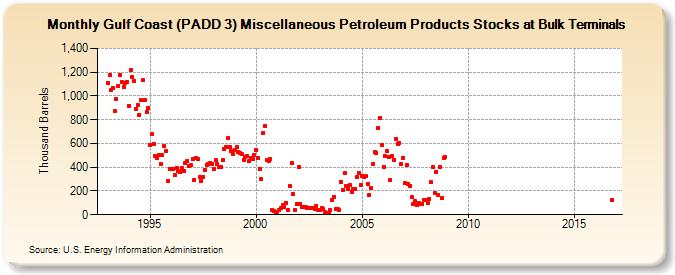 Monthly Gulf Coast (PADD 3) Miscellaneous Petroleum Products Stocks at Bulk Terminals
Thousand Barrels
1,400
1,200
1,000
800
600
400
200
0
1995 2000 2005 2010 2015
Source: U.S. Energy Information Administration